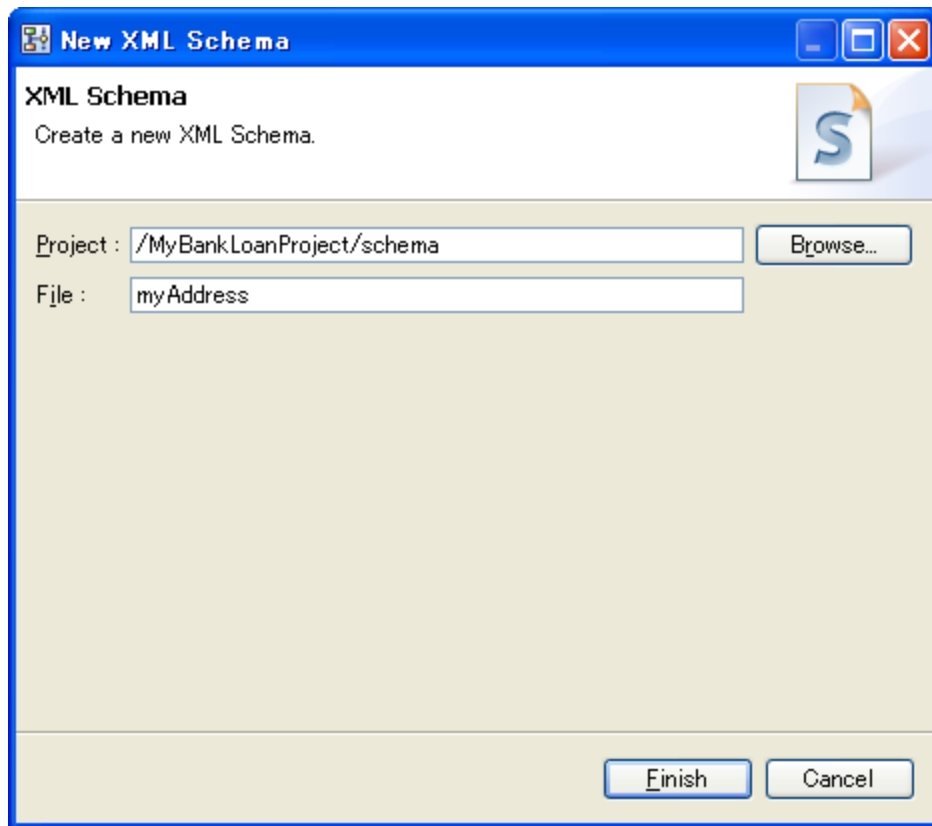 New XML Schema
XML Schema
Create a new XML Schema.
Project : /MyBankLoanProject/schema Browse...
File : myAddress
Finish Cancel